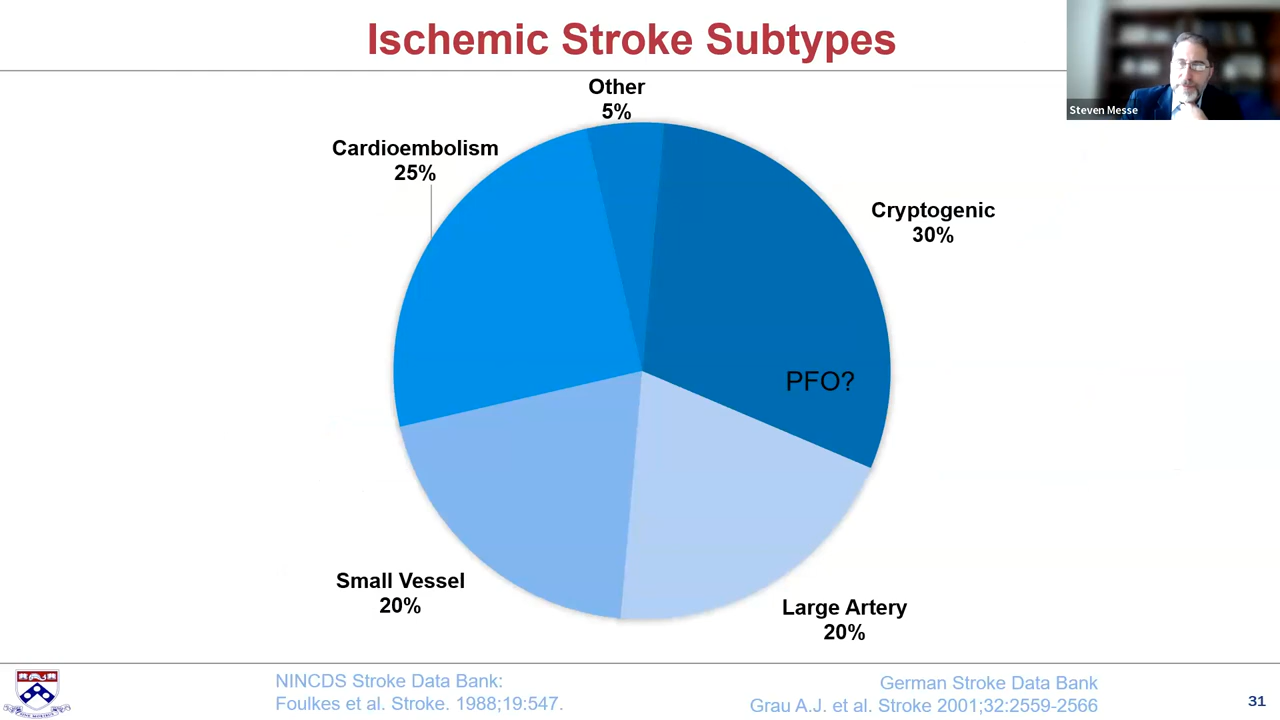 Ischemic Stroke Subtypes
Steven Messe
Other
5%
Cardioembolism
25%
Cryptogenic
30%
PFO?
Small Vessel
20%
Large Artery
20%
NINCDS Stroke Data Bank:
Foulkes et al. Stroke. 1988;19:547.
German Stroke Data Bank
Grau A.J. et al. Stroke 2001;32:2559-2566
31